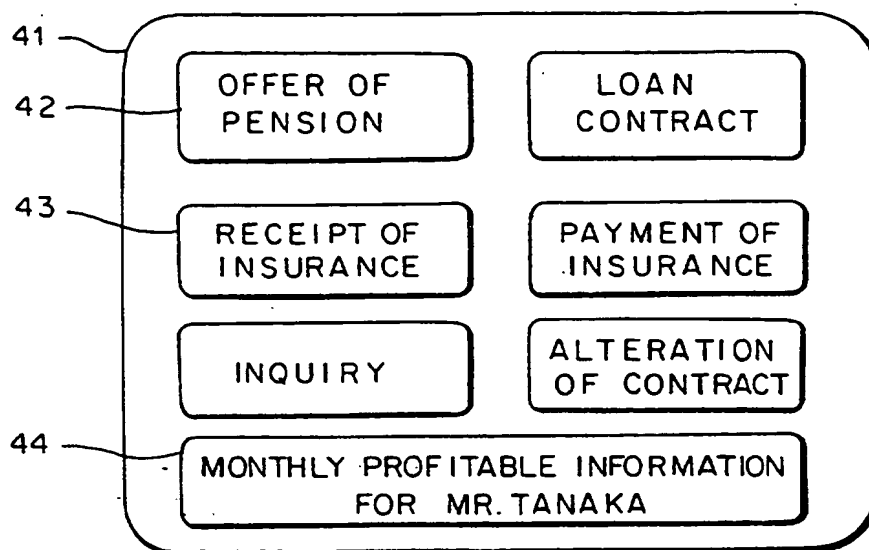 41
42
OFFER OF
PENSION
LOAN
CONTRACT
43
RECEIPT OF
INSURANCE
PAYMENT OF
INSURANCE
INQUIRY
ALTERATION
OF CONTRACT
44
MONTHLY PROFITABLE INFORMATION
FOR MR. TANAKA